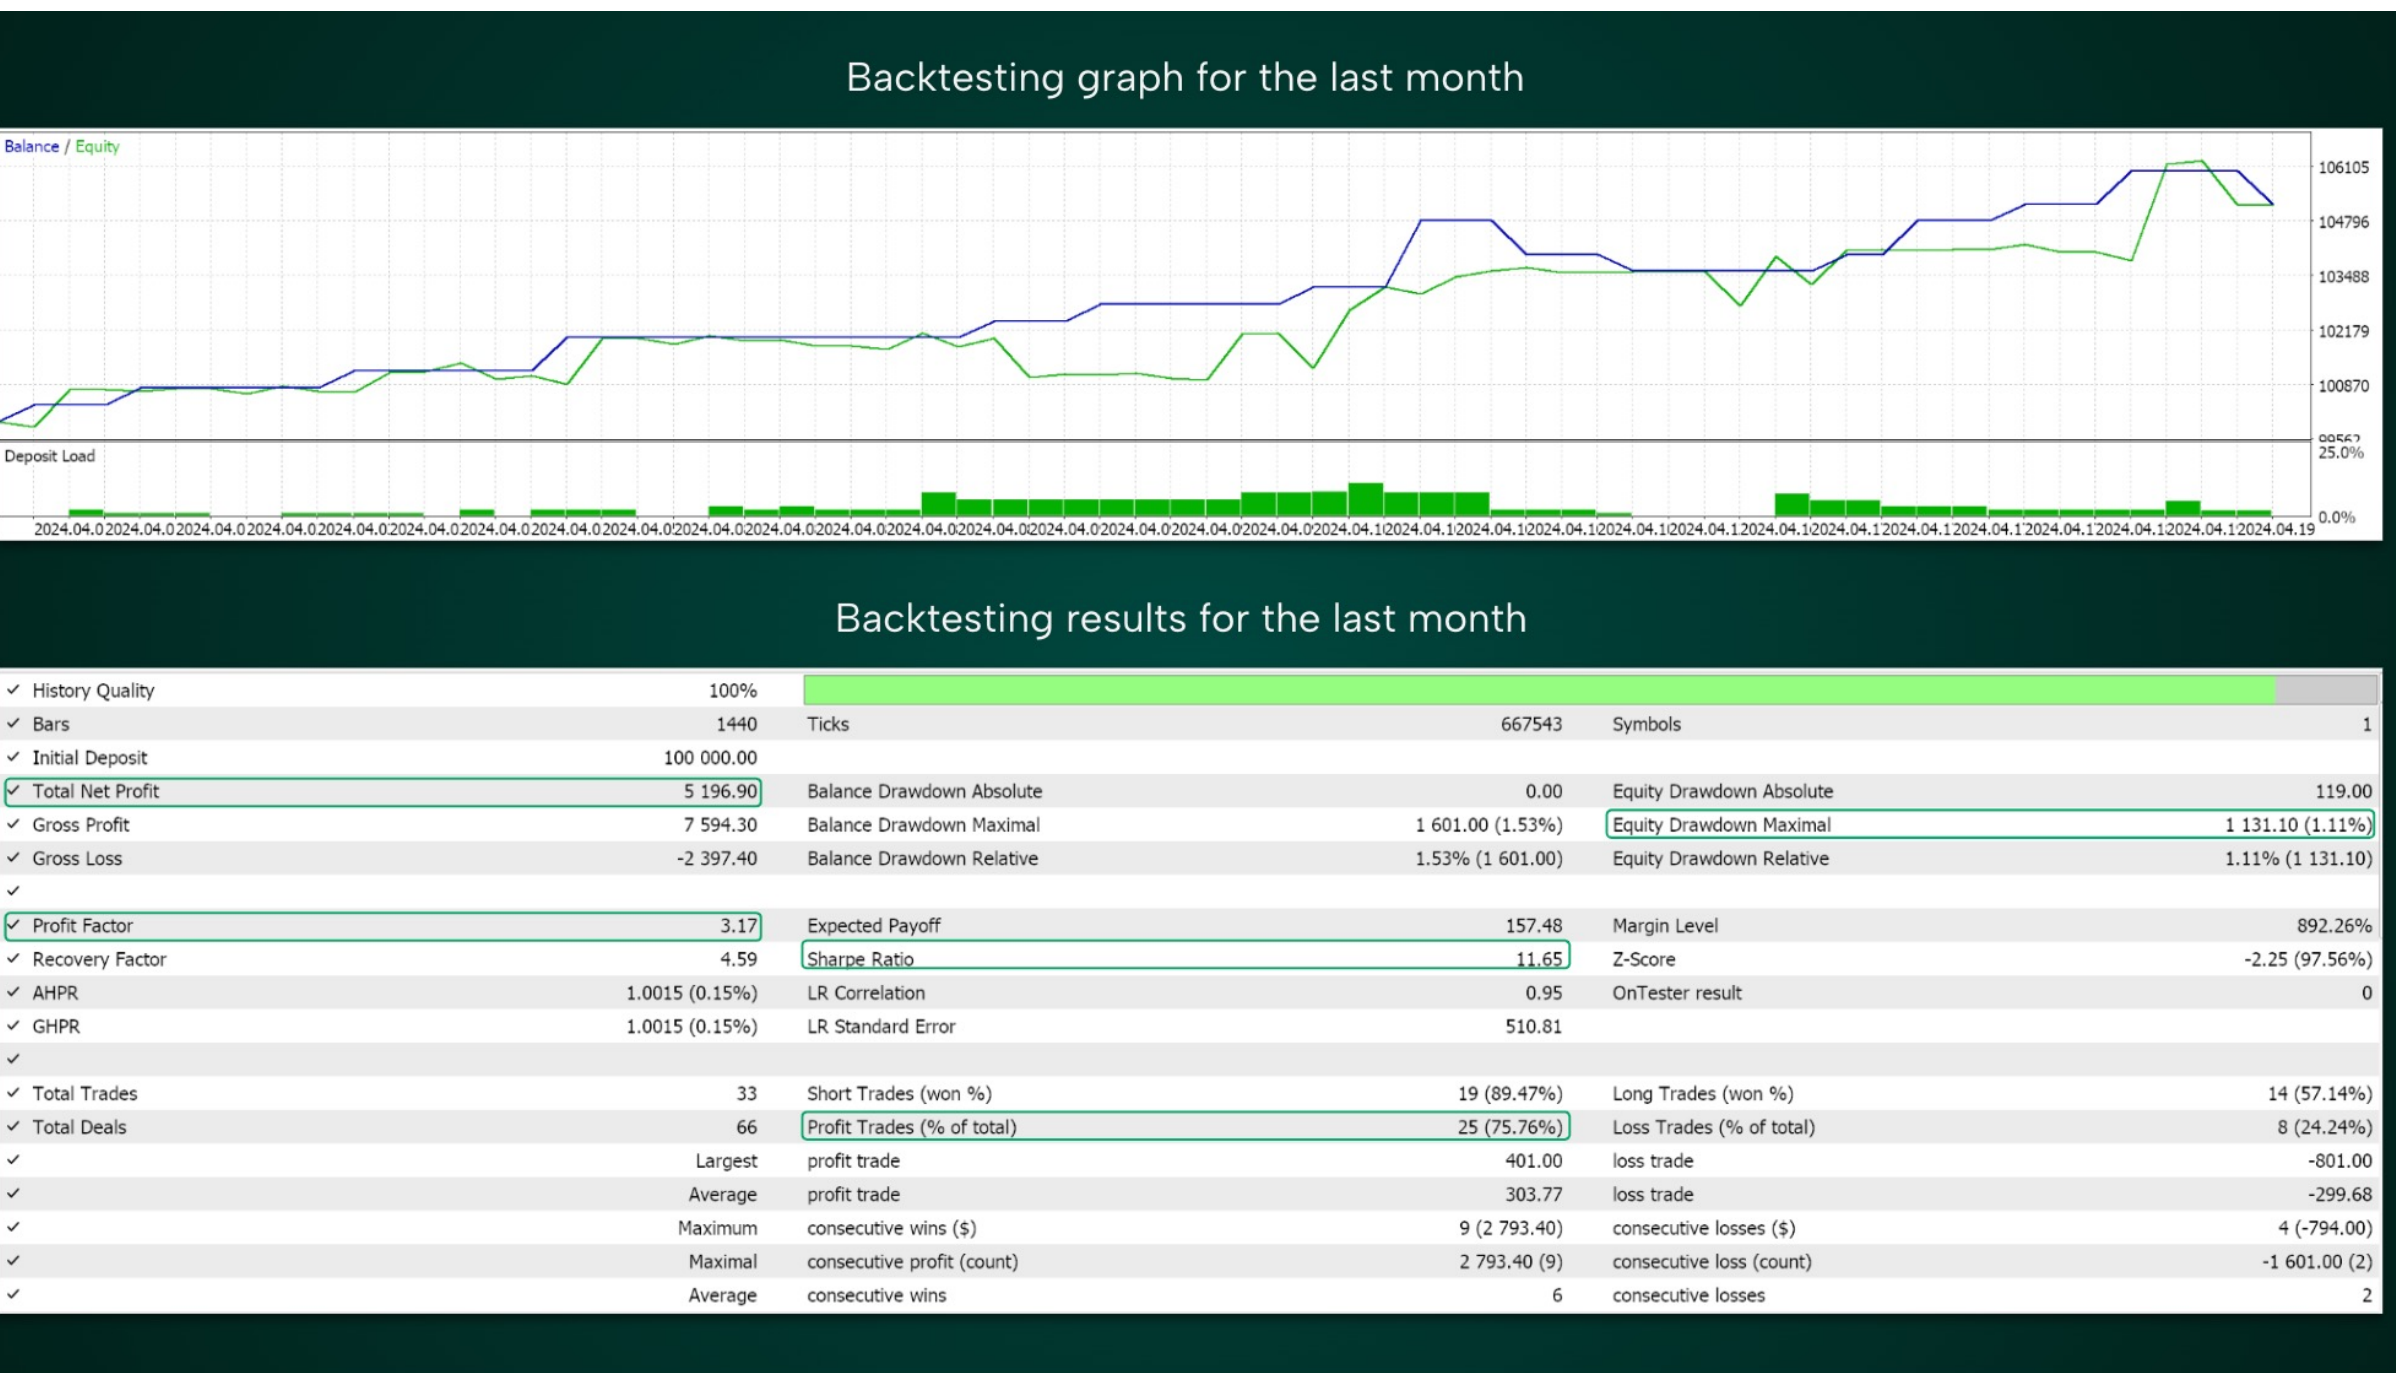 Backtesting graph for the last month
Balance / Equity
106105
104796
103488
102179
100870
99562
Deposit Load
25.0%
0.0%
2024.04.19
Backtesting results for the last month
History Quality 100%
Bars 1440 Ticks 667543 Symbols 1
Initial Deposit 100 000.00
Total Net Profit 5 196.90 Balance Drawdown Absolute 0.00 Equity Drawdown Absolute 119.00
Gross Profit 7 594.30 Balance Drawdown Maximal 1 601.00 (1.53%) Equity Drawdown Maximal 1 131.10 (1.11%)
Gross Loss -2 397.40 Balance Drawdown Relative 1.53% (1 601.00) Equity Drawdown Relative 1.11% (1 131.10)
Profit Factor 3.17 Expected Payoff 157.48 Margin Level 892.26%
Recovery Factor 4.59 Sharpe Ratio 11.65 Z-Score -2.25 (97.56%)
AHPR 1.0015 (0.15%) LR Correlation 0.95 OnTester result 0
GHPR 1.0015 (0.15%) LR Standard Error 510.81
Total Trades 33 Short Trades (won %) 19 (89.47%) Long Trades (won %) 14 (57.14%)
Total Deals 66 Profit Trades (% of total) 25 (75.76%) Loss Trades (% of total) 8 (24.24%)
Largest profit trade 401.00 loss trade -801.00
Average profit trade 303.77 loss trade -299.68
Maximum consecutive wins ($) 9 (2 793.40) consecutive losses ($) 4 (-794.00)
Maximal consecutive profit (count) 2 793.40 (9) consecutive loss (count) -1 601.00 (2)
Average consecutive wins 6 consecutive losses 2